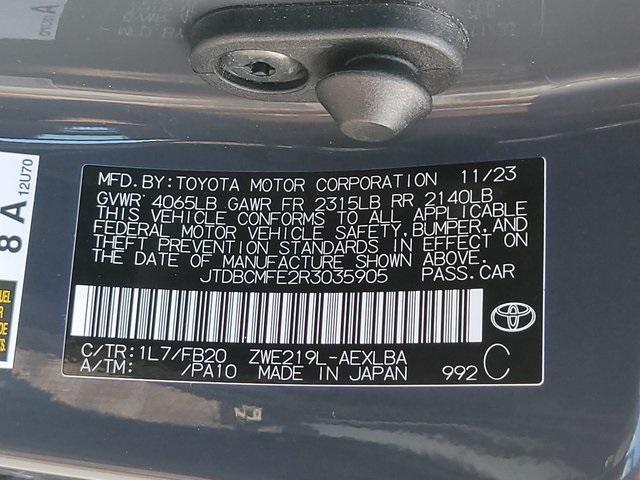 MFD.BY:TOYOTA MOTOR CORPORATION 11/23
GVWR 4065LB GAWR FR 2315LB RR 2140LB
THIS VEHICLE CONFORMS TO ALL APPLICABLE
FEDERAL MOTOR VEHICLE SAFETY,BUMPER,AND
THEFT PREVENTION STANDARDS IN EFFECT ON
THE DATE OF MANUFACTURE SHOWN ABOVE.
JTDBCMFE2R3035905 PASS.CAR
C/TR:1L7/FB20 ZWE219L-AEXLBA
A/TM: /PA10 MADE IN JAPAN 992 C
8 A 12U70